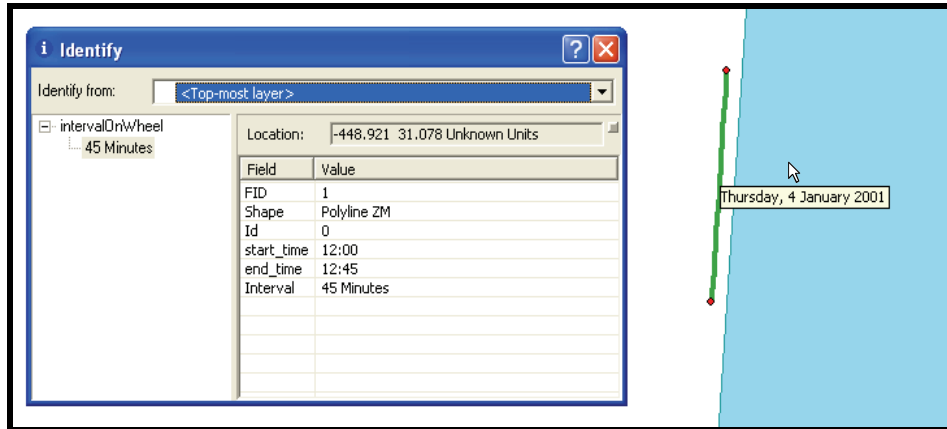 i Identify
Identify from: <Top-most layer>
intervalOnWheel
45 Minutes
Location: -448.921 31.078 Unknown Units
Field Value
FID 1
Shape Polyline ZM
Id 0
start_time 12:00
end_time 12:45
Interval 45 Minutes
Thursday, 4 January 2001